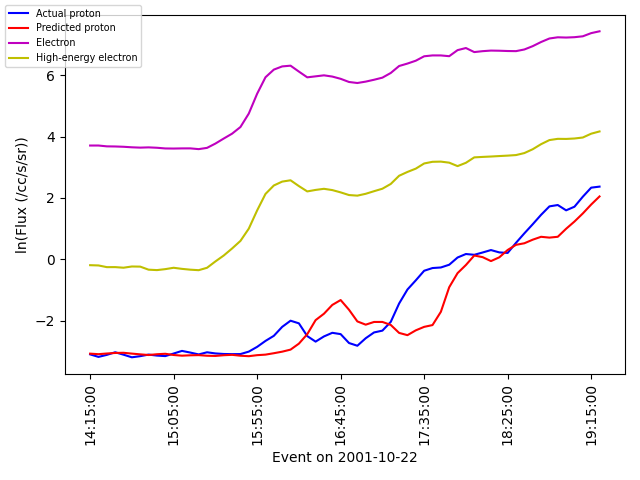 Actual proton
Predicted proton
Electron
High-energy electron
ln(Flux (/cc/s/sr))
6
4
2
0
−2
14:15:00
15:05:00
15:55:00
16:45:00
17:35:00
18:25:00
19:15:00
Event on 2001-10-22